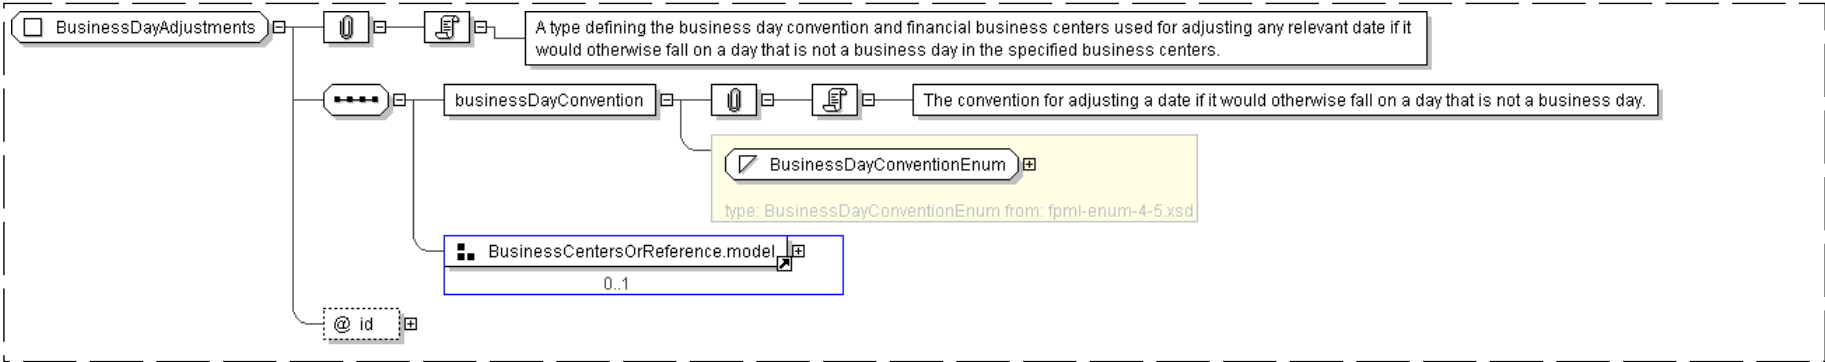 BusinessDayAdjustments
A type defining the business day convention and financial business centers used for adjusting any relevant date if it
would otherwise fall on a day that is not a business day in the specified business centers.
businessDayConvention
The convention for adjusting a date if it would otherwise fall on a day that is not a business day.
BusinessDayConventionEnum
type: BusinessDayConventionEnum from: fpml-enum-4-5.xsd
BusinessCentersOrReference.model
0..1
@ id